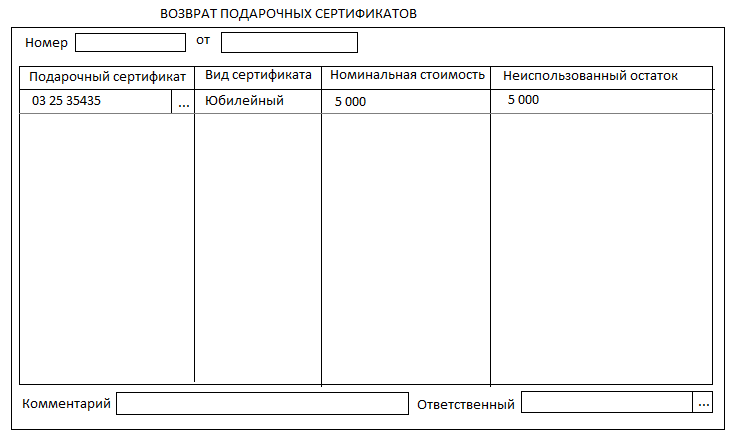 ВОЗВРАТ ПОДАРОЧНЫХ СЕРТИФИКАТОВ
Номер от
Подарочный сертификат Вид сертификата Номинальная стоимость Неиспользованный остаток
03 25 35435 ... Юбилейный 5 000 5 000
Комментарий Ответственный ...